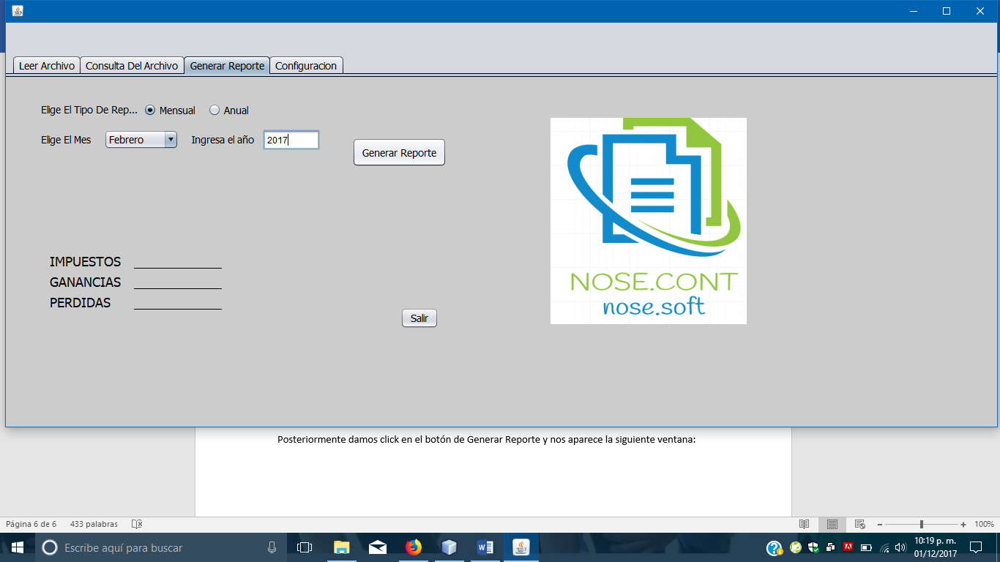 Leer Archivo Consulta Del Archivo Generar Reporte Configuracion
Elige El Tipo De Rep... Mensual Anual
Elige El Mes Febrero Ingresa el año 2017
Generar Reporte
IMPUESTOS
GANANCIAS
PERDIDAS
Salir
NOSE.CONT
nose.soft
Posteriormente damos click en el botón de Generar Reporte y nos aparece la siguiente ventana:
Página 6 de 6 433 palabras 100%
Escribe aquí para buscar
10:19 p. m.
01/12/2017